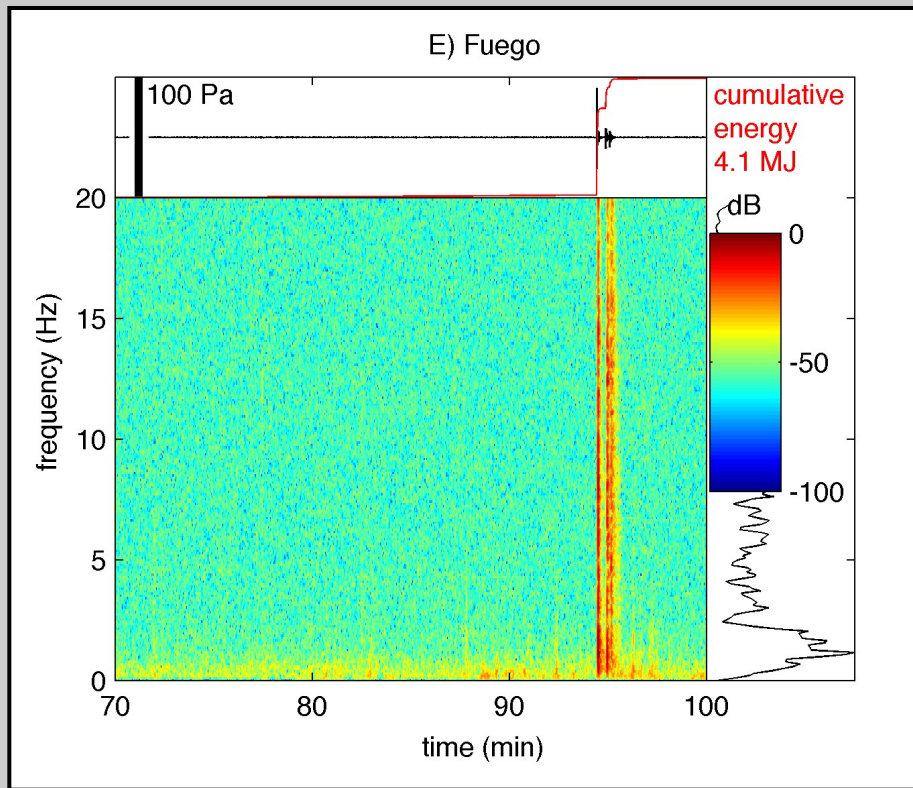 E) Fuego
100 Pa
cumulative
energy
4.1 MJ
dB
0
-50
-100
20
15
10
5
0
frequency (Hz)
70 80 90 100
time (min)